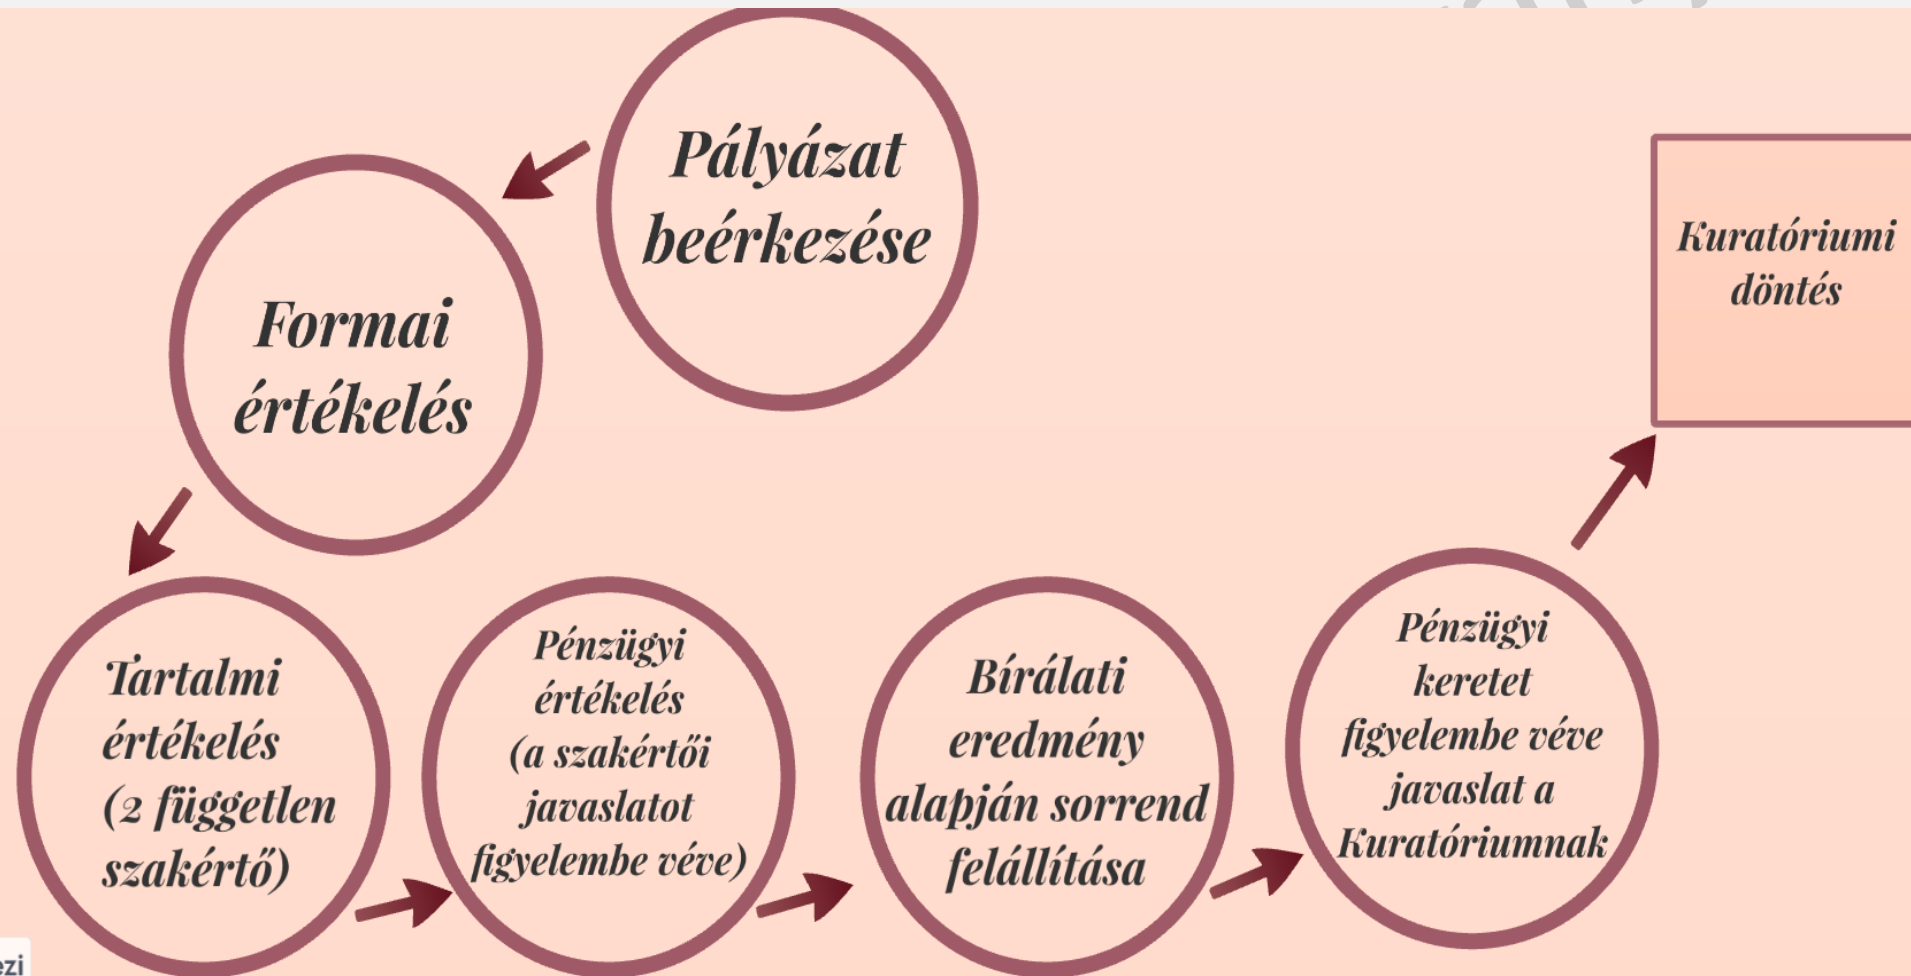 Pályázat
beérkezése
Formai
értékelés
Tartalmi
értékelés
(2 független
szakértő)
Pénzügyi
értékelés
(a szakértői
javaslatot
figyelembe véve)
Bírálati
eredmény
alapján sorrend
felállítása
Pénzügyi
keretet
figyelembe véve
javaslat a
Kuratóriumnak
Kuratóriumi
döntés